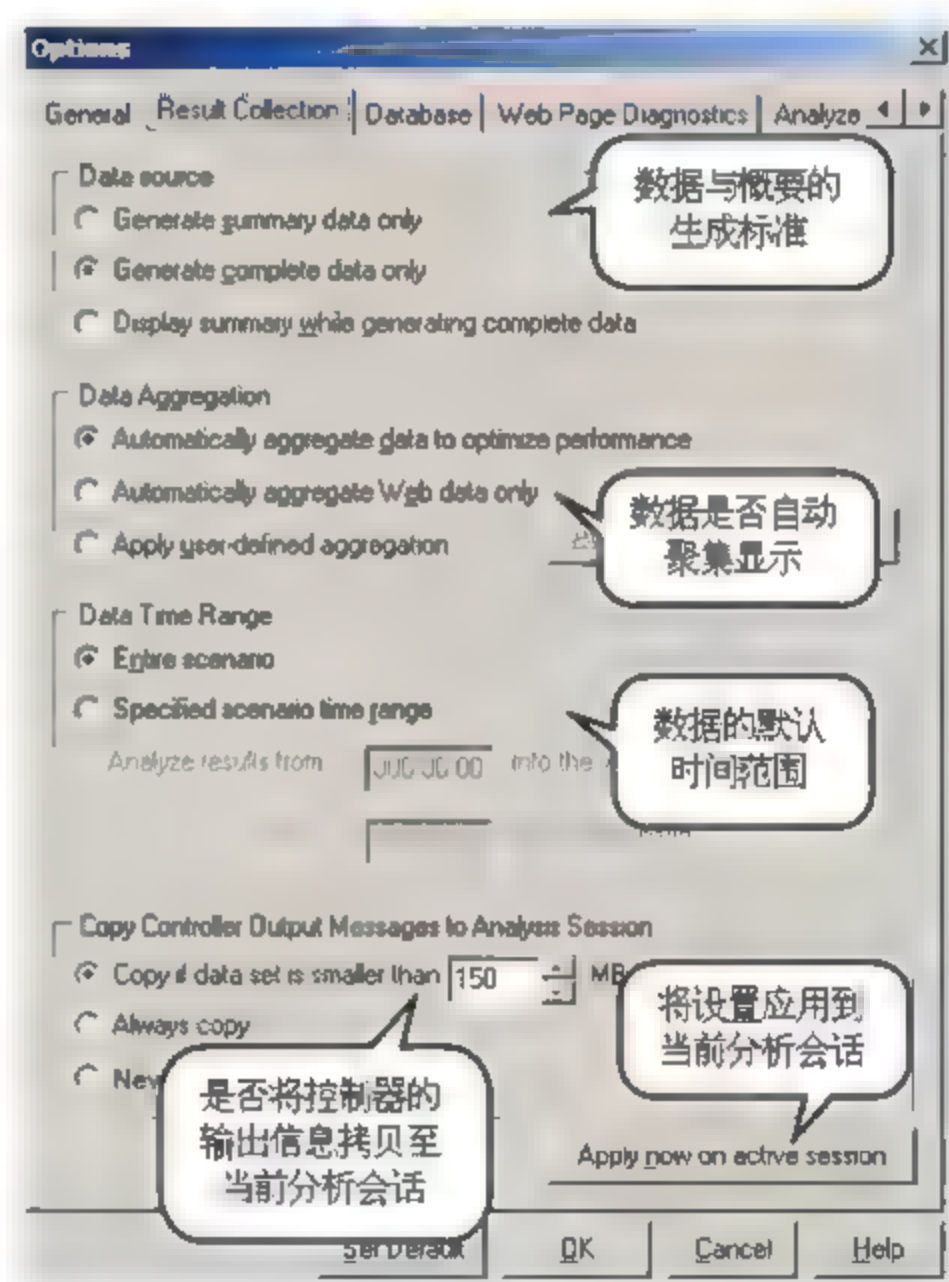 Options
General Result Collection Database Web Page Diagnostics Analyze
Data source
数据与概要的
生成标准
Generate summary data only
Generate complete data only
Display summary while generating complete data
Data Aggregation
Automatically aggregate data to optimize performance
Automatically aggregate Web data only
数据是否自动
聚集显示
Apply user-defined aggregation
Data Time Range
Entire scenario
Specified scenario time range
数据的默认
时间范围
Analyze results from into the
Copy Controller Output Messages to Analysis Session
Copy if data set is smaller than 150 MB
将设置应用到
当前分析会话
Always copy
是否将控制器的
输出信息拷贝至
当前分析会话
Apply now on active session
Set Default OK Cancel Help